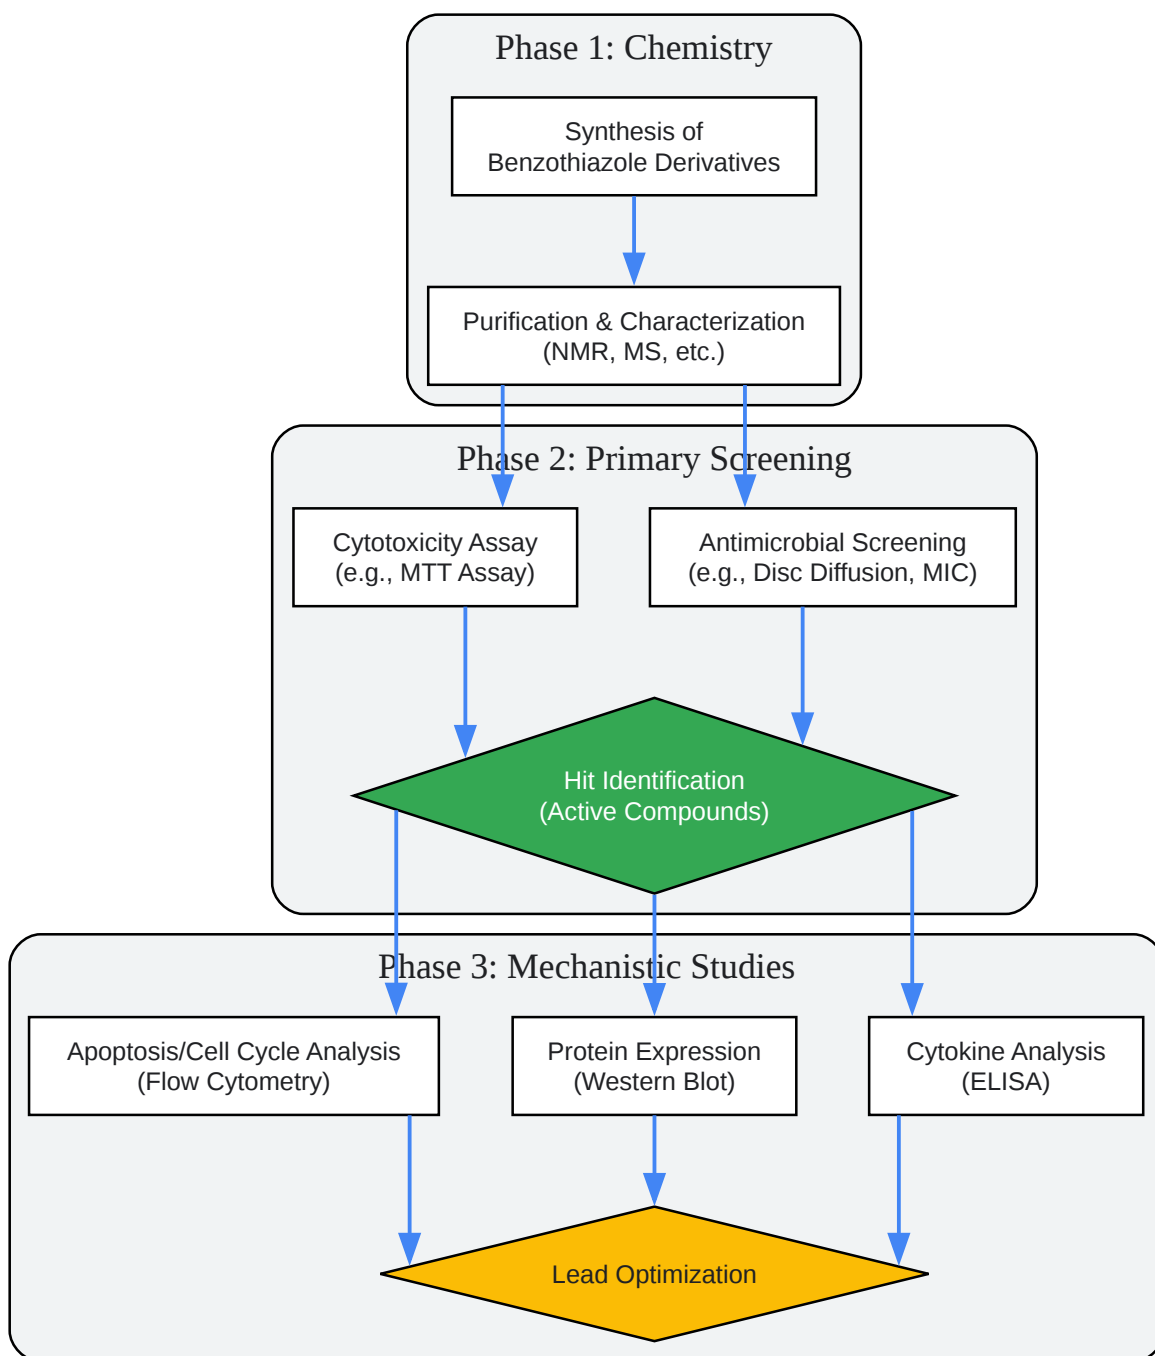 Phase 1: Chemistry
Synthesis of
Benzothiazole Derivatives
Purification & Characterization
(NMR, MS, etc.)
Phase 2: Primary Screening
Cytotoxicity Assay
(e.g., MTT Assay)
Antimicrobial Screening
(e.g., Disc Diffusion, MIC)
Hit Identification
(Active Compounds)
Phase 3: Mechanistic Studies
Apoptosis/Cell Cycle Analysis
(Flow Cytometry)
Protein Expression
(Western Blot)
Cytokine Analysis
(ELISA)
Lead Optimization